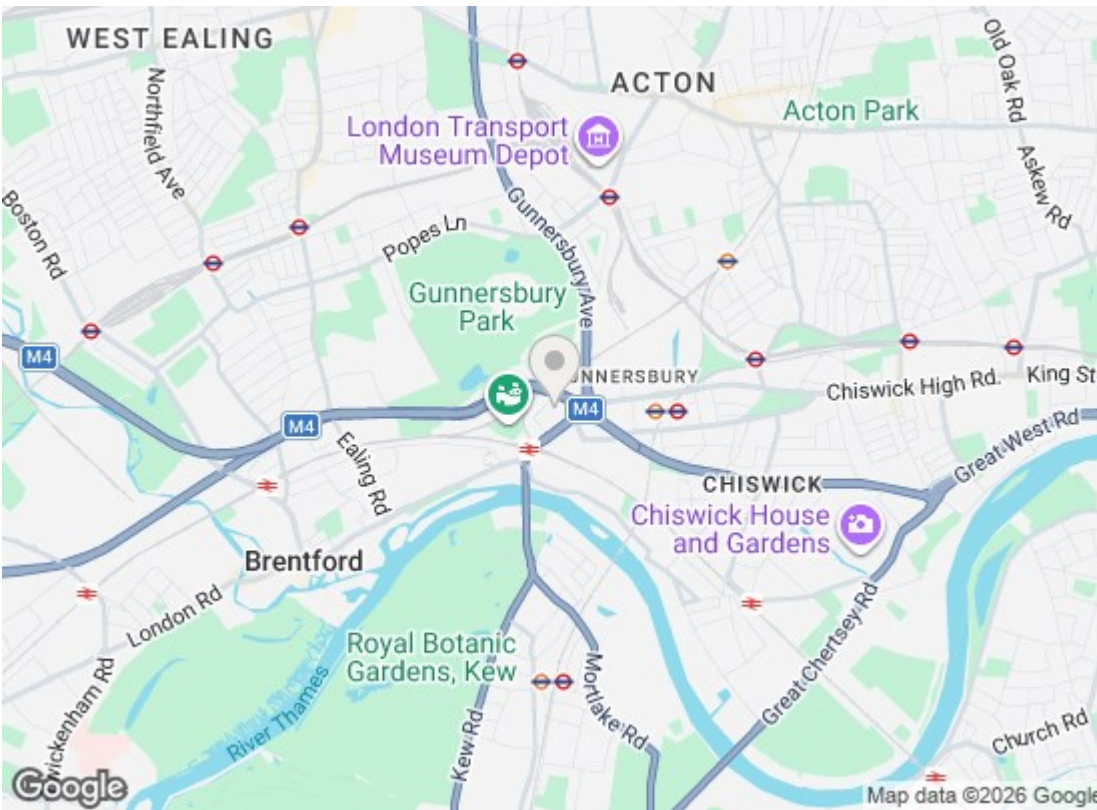 WEST EALING
ACTON
Old Oak Rd
Northfield Ave
Acton Park
London Transport
Museum Depot
Askew Rd
Boston Rd
Popes Ln
Gunnersbury Ave
Gunnersbury
Park
M4
UNNERSBURY
Chiswick High Rd.
King St
M4
M4
Great West Rd
Ealing Rd
CHISWICK
Chiswick House
and Gardens
Brentford
London Rd
Royal Botanic
Gardens, Kew
Great Chertsey Rd
Mortlake Rd
River Thames
Kew Rd
wickenham Rd
Church Rd
Google
Map data ©2026 Google